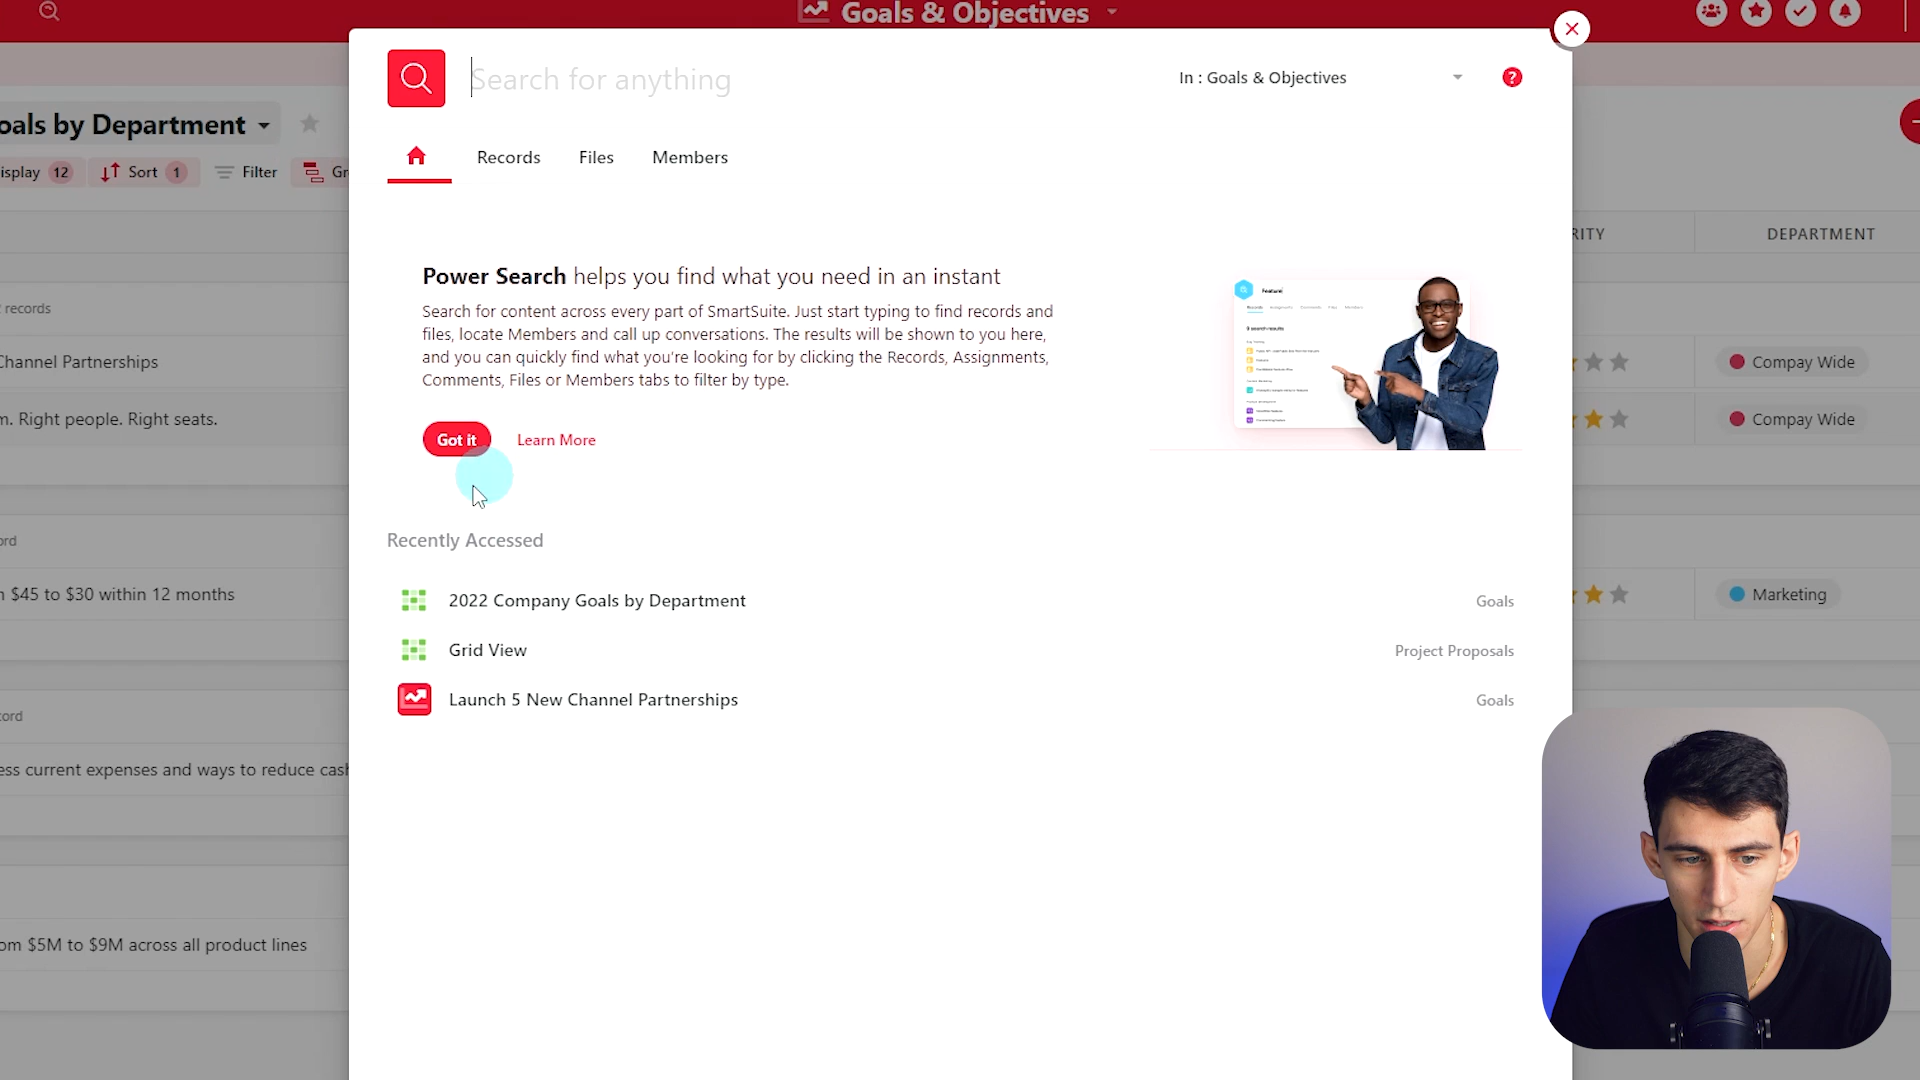 Goals & Objectives
Search for anything
In : Goals & Objectives
?
oals by Department
isplay 12
Sort 1
Filter
Gr
Records
Files
Members
RITY
DEPARTMENT
Power Search helps you find what you need in an instant
Search for content across every part of SmartSuite. Just start typing to find records and
files, locate Members and call up conversations. The results will be shown to you here,
and you can quickly find what you're looking for by clicking the Records, Assignments,
Comments, Files or Members tabs to filter by type.
Got it
Learn More
Feature
records
Channel Partnerships
Compay Wide
m. Right people. Right seats.
Compay Wide
Recently Accessed
ord
2022 Company Goals by Department
Goals
$45 to $30 within 12 months
Marketing
Grid View
Project Proposals
Launch 5 New Channel Partnerships
Goals
ord
ess current expenses and ways to reduce cash
om $5M to $9M across all product lines